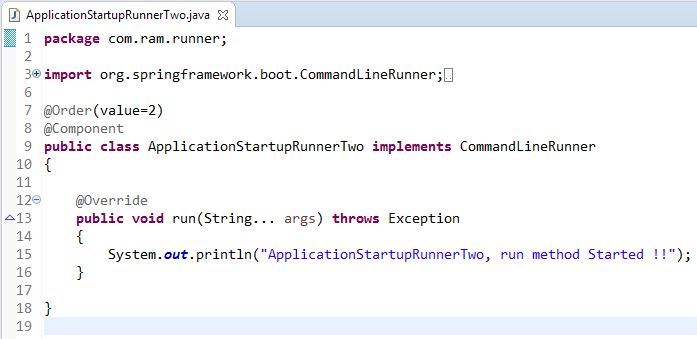 ApplicationStartupRunnerTwo.java
1 package com.ram.runner;
2
3 import org.springframework.boot.CommandLineRunner;
6
7 @Order(value=2)
8 @Component
9 public class ApplicationStartupRunnerTwo implements CommandLineRunner
10 {
11
12     @Override
13     public void run(String... args) throws Exception
14     {
15         System.out.println("ApplicationStartupRunnerTwo, run method Started !!");
16     }
17
18 }
19